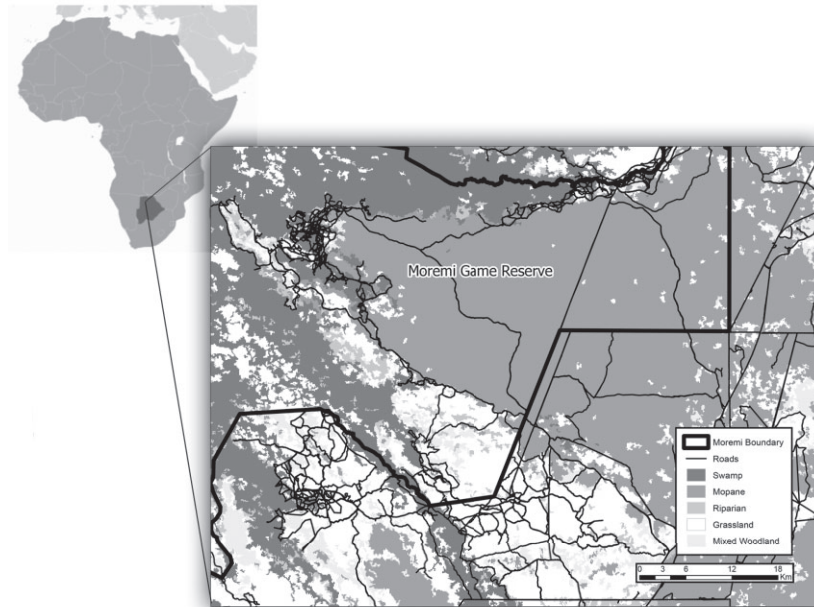 Moremi Game Reserve
Moremi Boundary
Roads
Swamp
Mopane
Riparian
Grassland
Mixed Woodland
0 3 6 12 18
Km